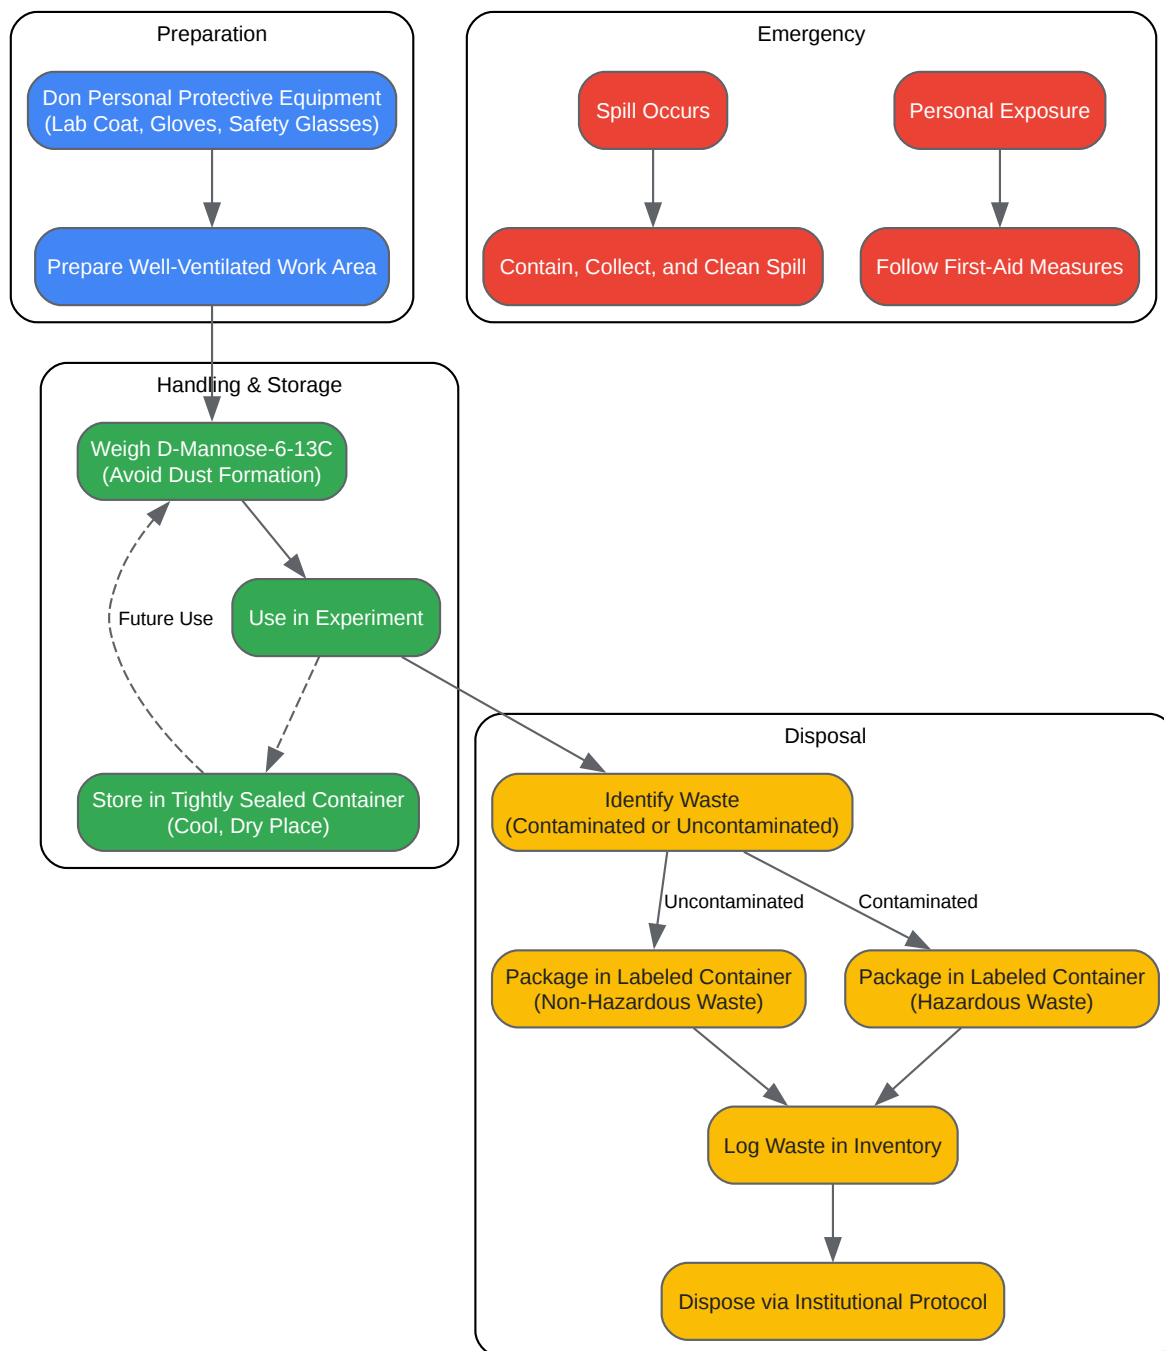 Preparation
Don Personal Protective Equipment
(Lab Coat, Gloves, Safety Glasses)
Prepare Well-Ventilated Work Area
Emergency
Spill Occurs
Personal Exposure
Contain, Collect, and Clean Spill
Follow First-Aid Measures
Handling & Storage
Weigh D-Mannose-6-13C
(Avoid Dust Formation)
Future Use
Use in Experiment
Store in Tightly Sealed Container
(Cool, Dry Place)
Disposal
Identify Waste
(Contaminated or Uncontaminated)
Uncontaminated
Contaminated
Package in Labeled Container
(Non-Hazardous Waste)
Package in Labeled Container
(Hazardous Waste)
Log Waste in Inventory
Dispose via Institutional Protocol